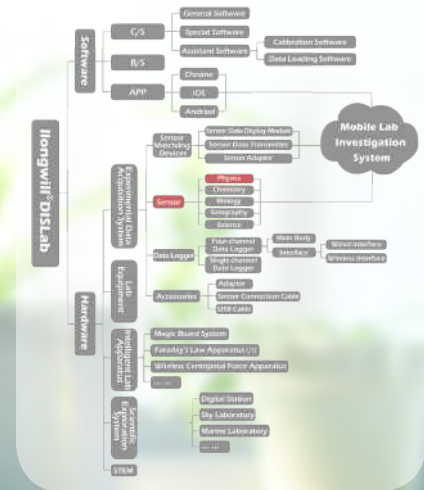 llongwill®DISLab
Software
C/S
General Software
Special Software
Assistant Software
Calibration Software
Data Loading Software
B/S
APP
Chrome
iOS
Android
Mobile Lab
Investigation
System
Hardware
Experimental Data
Acquisition System
Sensor
Matching
Devices
Sensor Data Display Module
Sensor Data Transmitter
Sensor Adaptor
Sensor
Physics
Chemistry
Biology
Geography
Science
Data Logger
Four-channel
Data Logger
Main Body
Interface
Wired Interface
Wireless Interface
Single-channel
Data Logger
Lab
Equipment
Accessories
Adaptor
Sensor Connection Cable
USB Cable
Intelligent Lab
Apparatus
Magic Board System
Faraday's Law Apparatus
Wireless Centripetal Force Apparatus
... ...
Scientific
Exploration
System
Digital Station
Sky Laboratory
Marine Laboratory
... ...
STEM